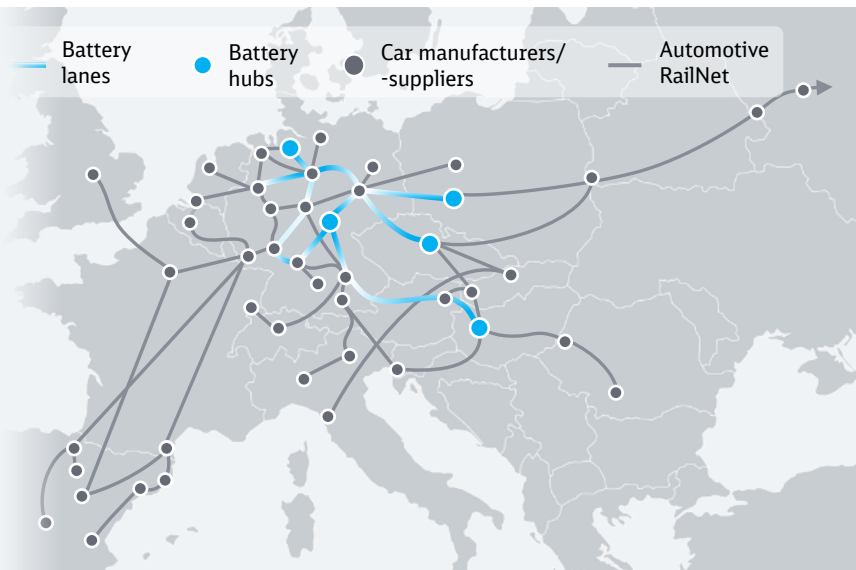 Battery
lanes
Battery
hubs
Car manufacturers/
-suppliers
Automotive
RailNet